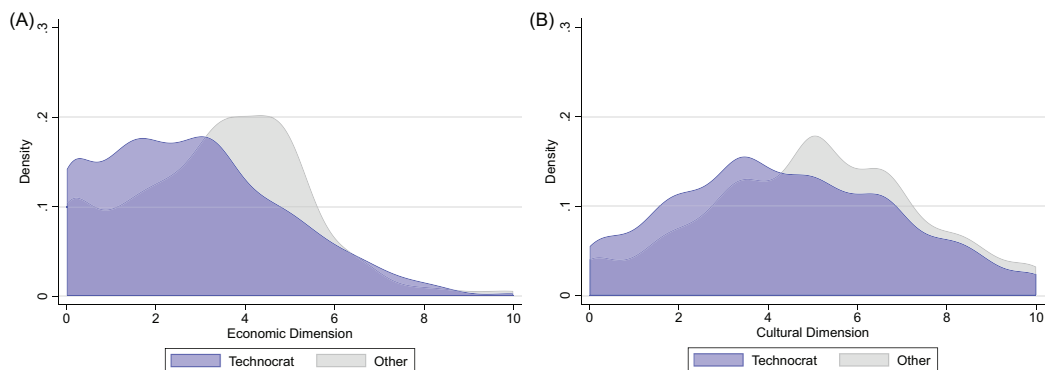 (A)
.3
.2
.1
0
Density
0 2 4 6 8 10
Economic Dimension
Technocrat Other
(B)
.3
.2
.1
0
Density
0 2 4 6 8 10
Cultural Dimension
Technocrat Other